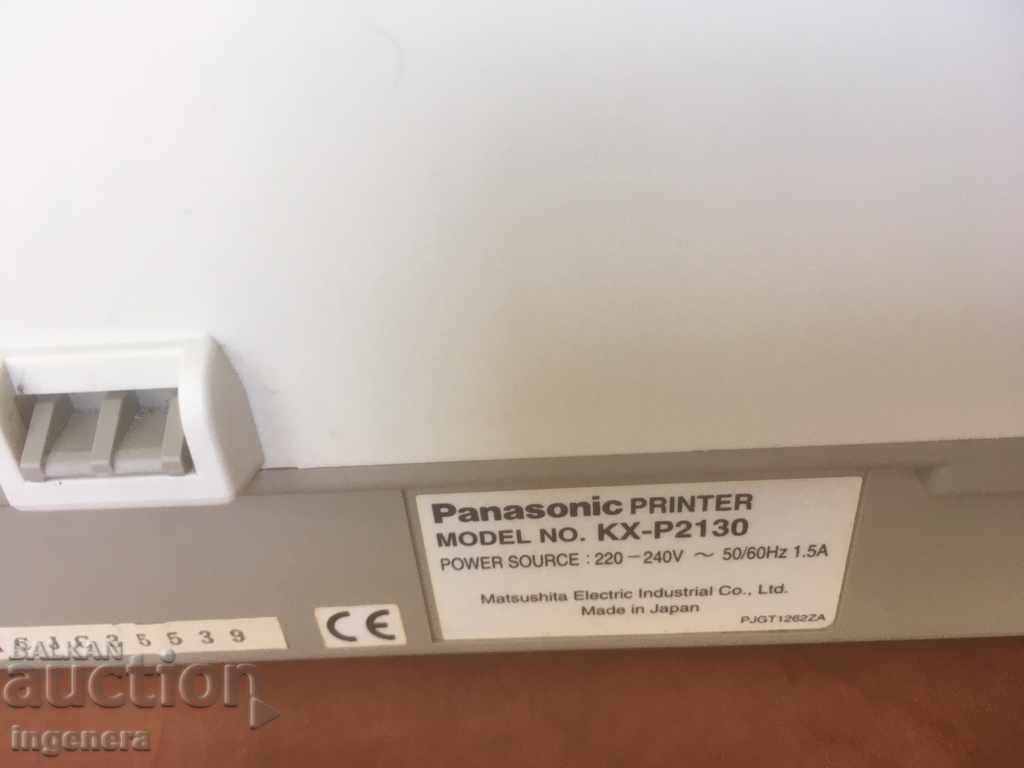 Panasonic PRINTER
MODEL NO. KX-P2130
POWER SOURCE : 220 – 240V ~ 50/60Hz 1.5A
Matsushita Electric Industrial Co., Ltd.
Made in Japan
PJGT1262ZA
CE
5539
BALKAN
auction
ingenera